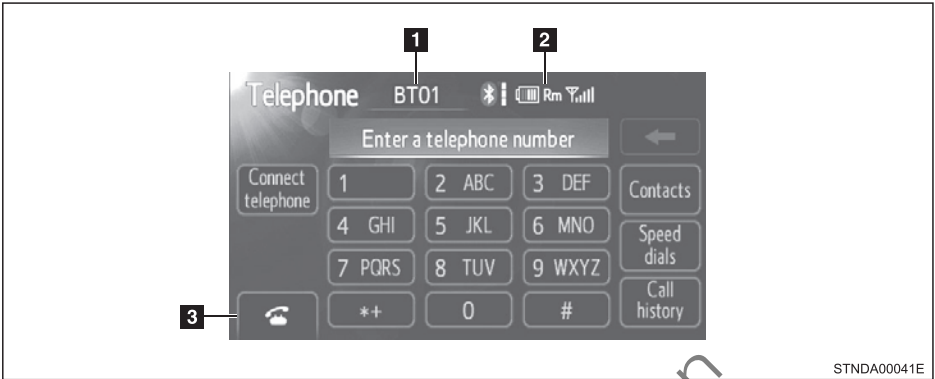 1
2
Telephone BT01 Rm
Enter a telephone number
Connect
telephone
1
2 ABC
3 DEF
Contacts
4 GHI
5 JKL
6 MNO
Speed
dials
7 PQRS
8 TUV
9 WXYZ
Call
history
3
*+
0
#
STNDA00041E